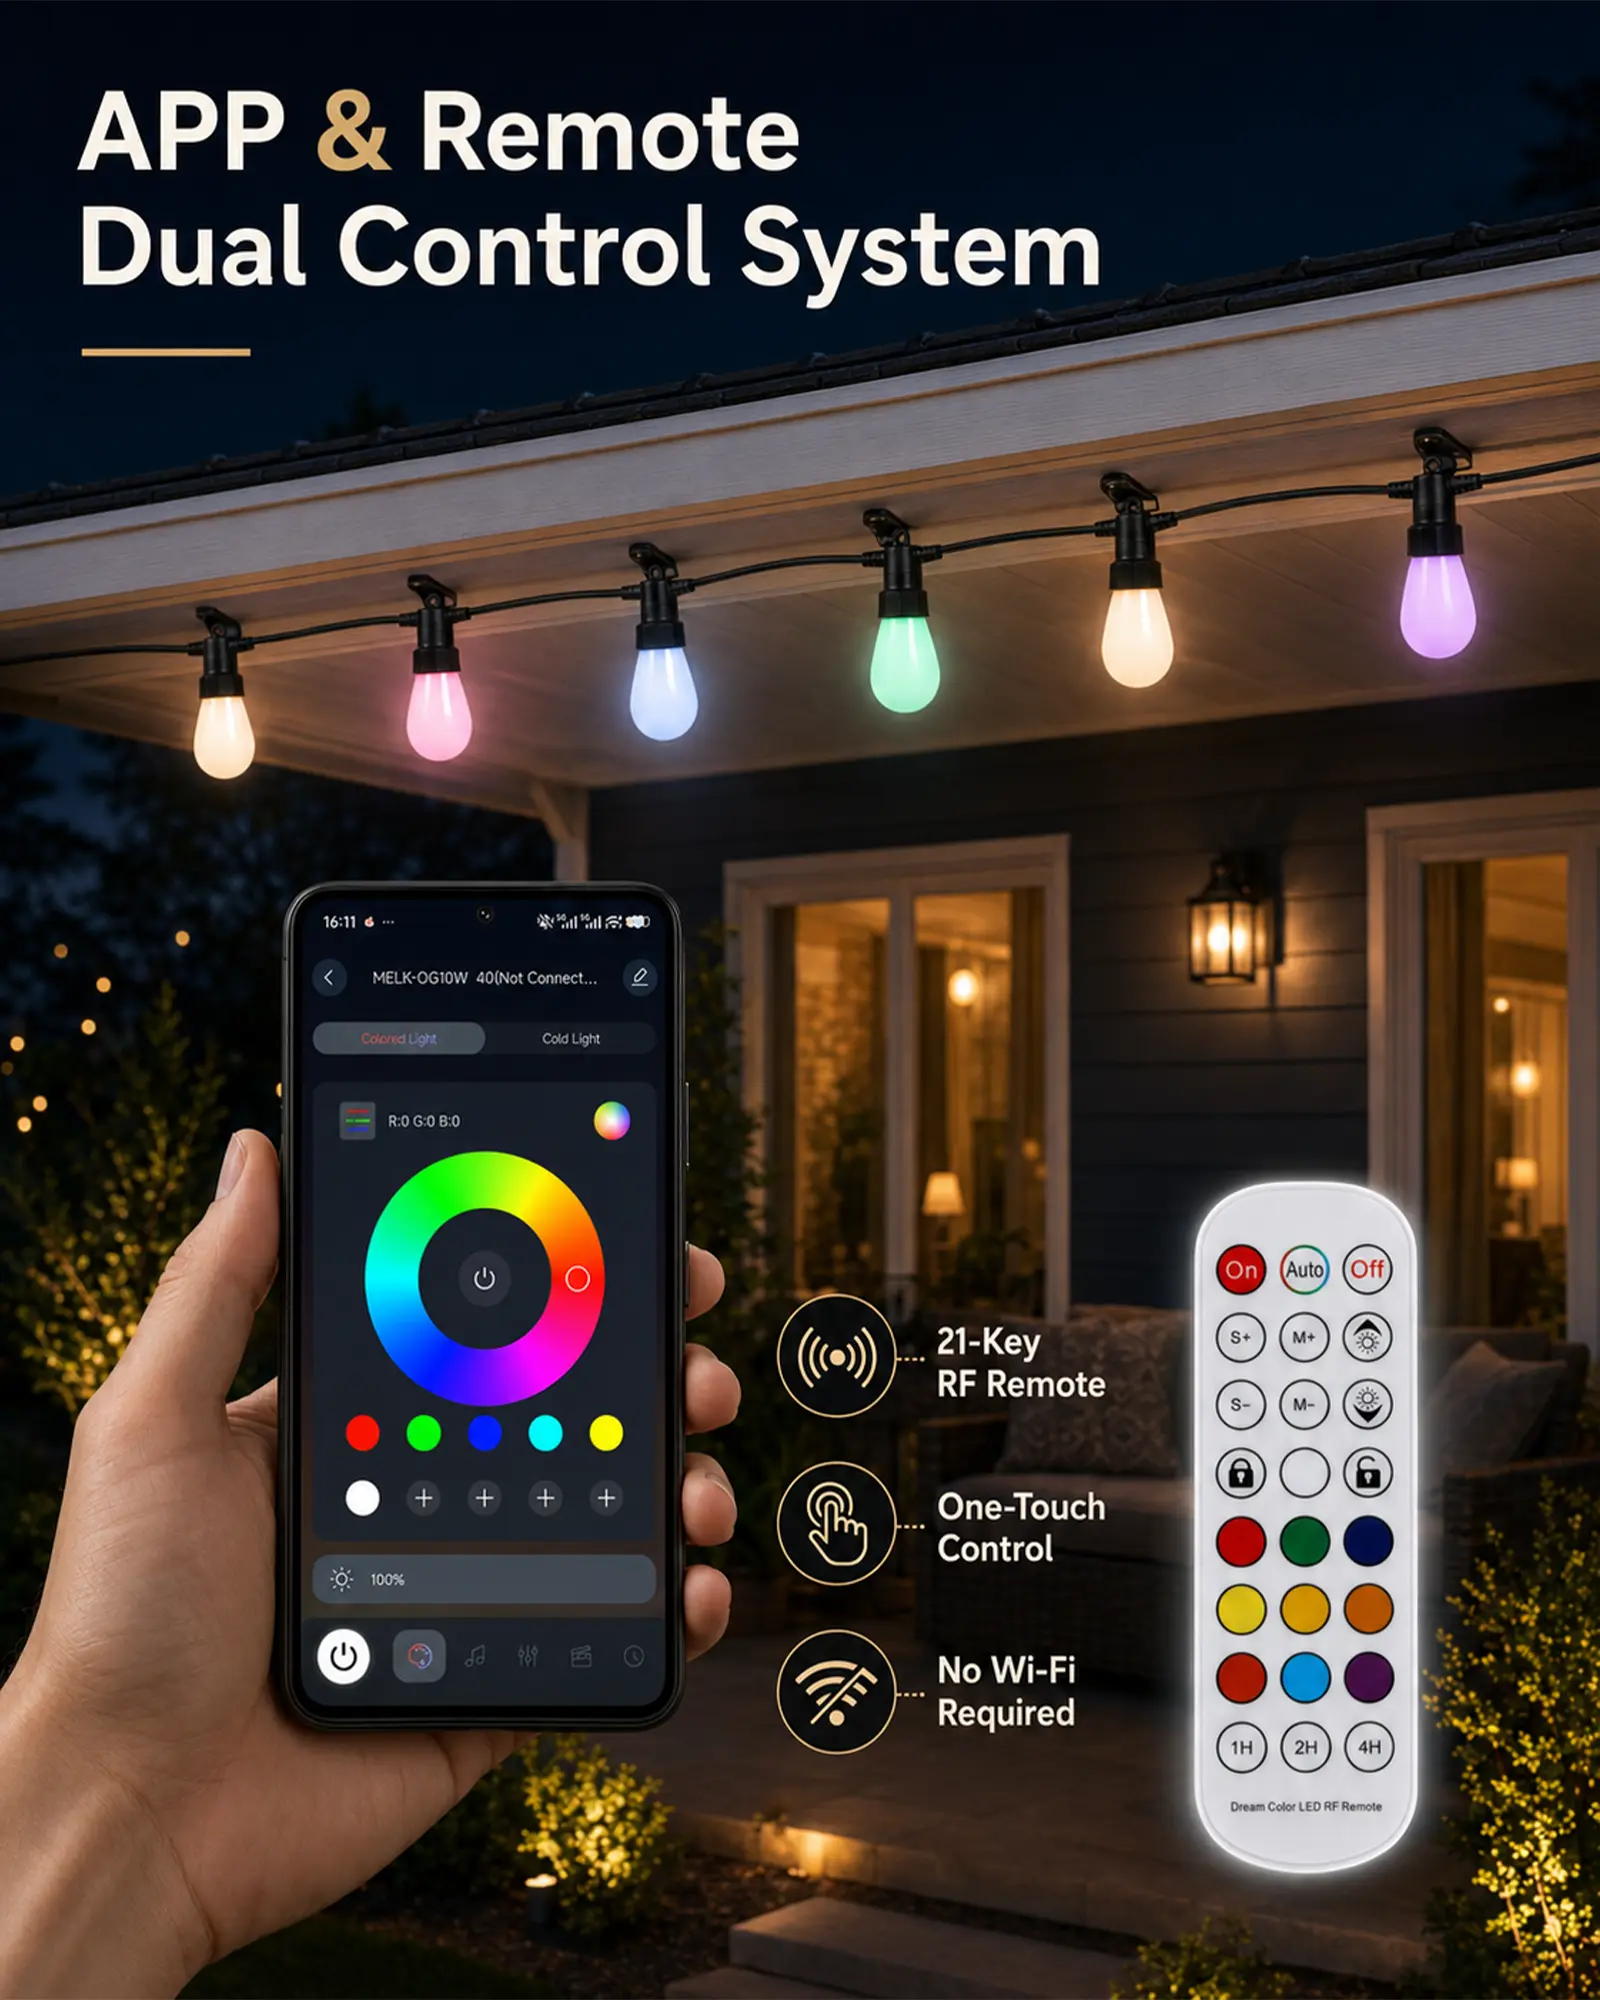 APP & Remote
Dual Control System
16:11
MELK-OG10W 40(Not Connect...
Colored Light
Cold Light
R:0 G:0 B:0
100%
21-Key
RF Remote
One-Touch
Control
No Wi-Fi
Required
On Auto Off
S+ M+
S- M-
1H 2H 4H
Dream Color LED RF Remote